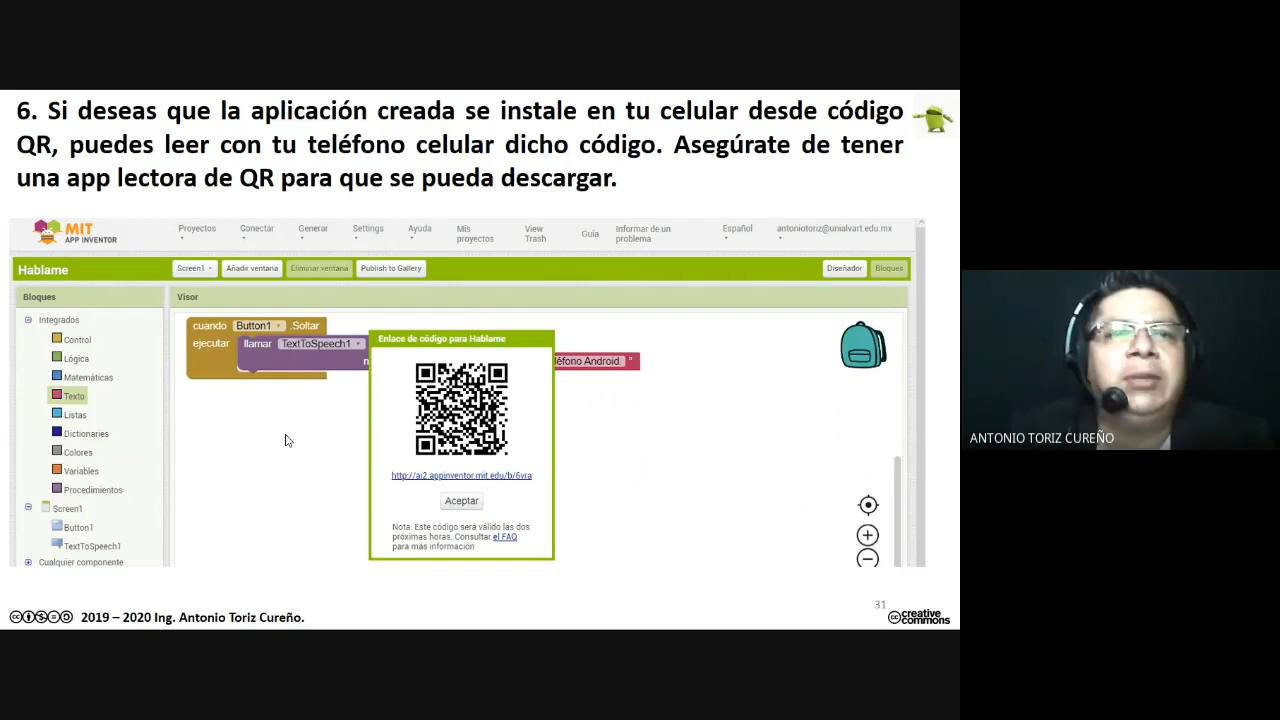 6. Si deseas que la aplicación creada se instale en tu celular desde código
QR, puedes leer con tu teléfono celular dicho código. Asegúrate de tener
una app lectora de QR para que se pueda descargar.
MIT
APP INVENTOR
Proyectos
Conectar
Generar
Settings
Ayuda
Mis
proyectos
View
Trash
Guía
Informar de un
problema
Español
antoniotoriz@unialvart.edu.mx
Hablame
Screen1
Añadir ventana
Eliminar ventana
Publish to Gallery
Diseñador
Bloques
Bloques
Visor
Integrados
Control
Lógica
Matemáticas
Texto
Listas
Dictionaries
Colores
Variables
Procedimientos
Screen1
Button1
TextToSpeech1
Cualquier componente
cuando Button1 .Soltar
ejecutar llamar TextToSpeech1
éfono Android "
Enlace de código para Hablame
http://ai2.appinventor.mit.edu/b/6vra
Aceptar
Nota: Este código será válido las dos
próximas horas. Consultar el FAQ
para más información
ANTONIO TORIZ CUREÑO
31
2019 – 2020 Ing. Antonio Toriz Cureño.
creative
commons